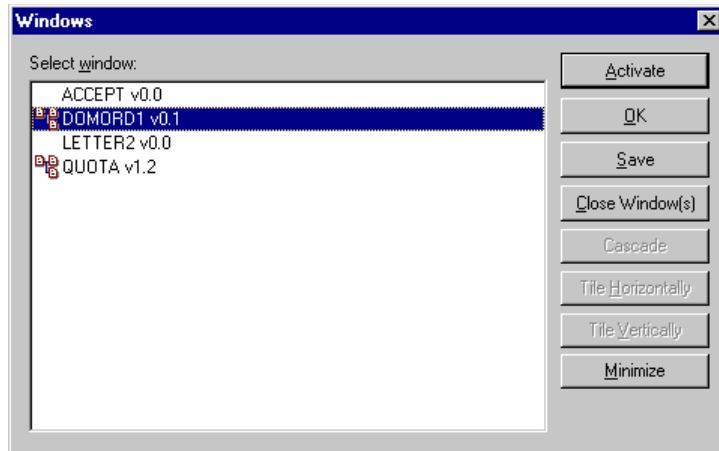 Windows
Select window:
ACCEPT v0.0
DOMORD1 v0.1
LETTER2 v0.0
QUOTA v1.2
Activate
OK
Save
Close Window(s)
Cascade
Tile Horizontally
Tile Vertically
Minimize